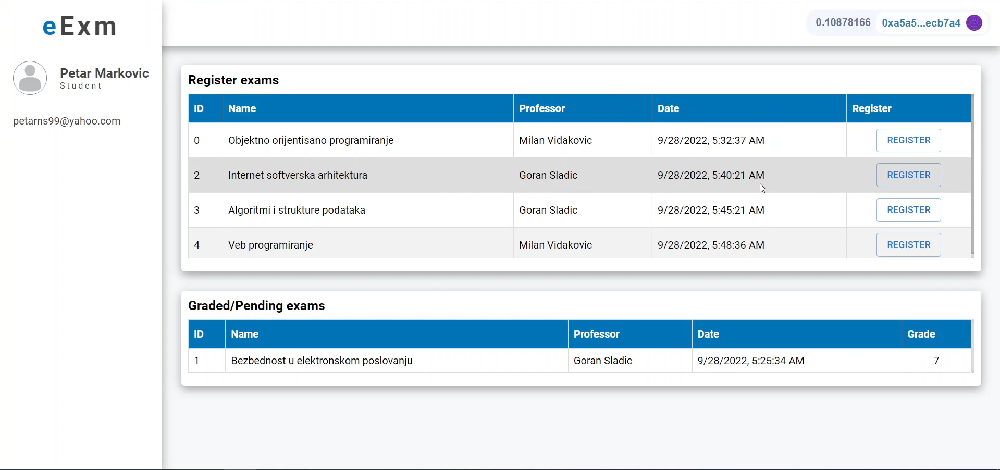 eExm
0.10878166 0xa5a5...ecb7a4
Petar Markovic
Student
petarns99@yahoo.com
Register exams
ID Name Professor Date Register
0 Objektno orijentisano programiranje Milan Vidakovic 9/28/2022, 5:32:37 AM REGISTER
2 Internet softverska arhitektura Goran Sladic 9/28/2022, 5:40:21 AM REGISTER
3 Algoritmi i strukture podataka Goran Sladic 9/28/2022, 5:45:21 AM REGISTER
4 Veb programiranje Milan Vidakovic 9/28/2022, 5:48:36 AM REGISTER
Graded/Pending exams
ID Name Professor Date Grade
1 Bezbednost u elektronskom poslovanju Goran Sladic 9/28/2022, 5:25:34 AM 7